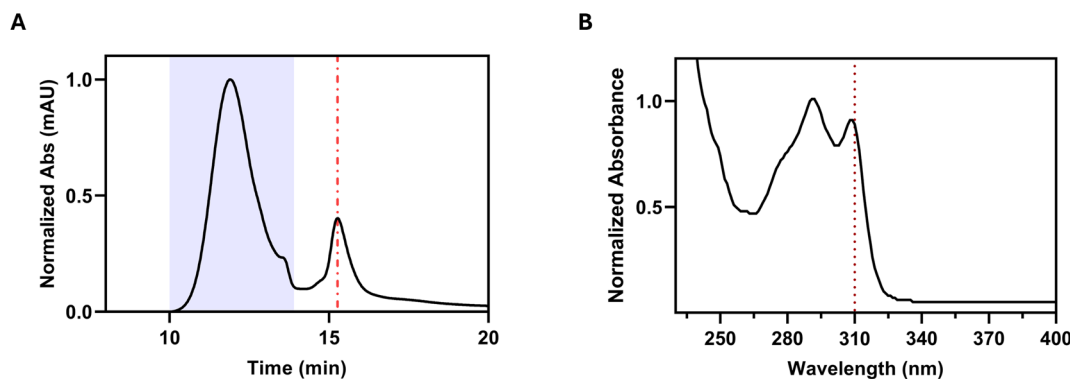 A
Normalized Abs (mAU)
1.0
0.5
0.0
10
15
20
Time (min)
B
Normalized Absorbance
1.0
0.5
250
280
310
340
370
400
Wavelength (nm)